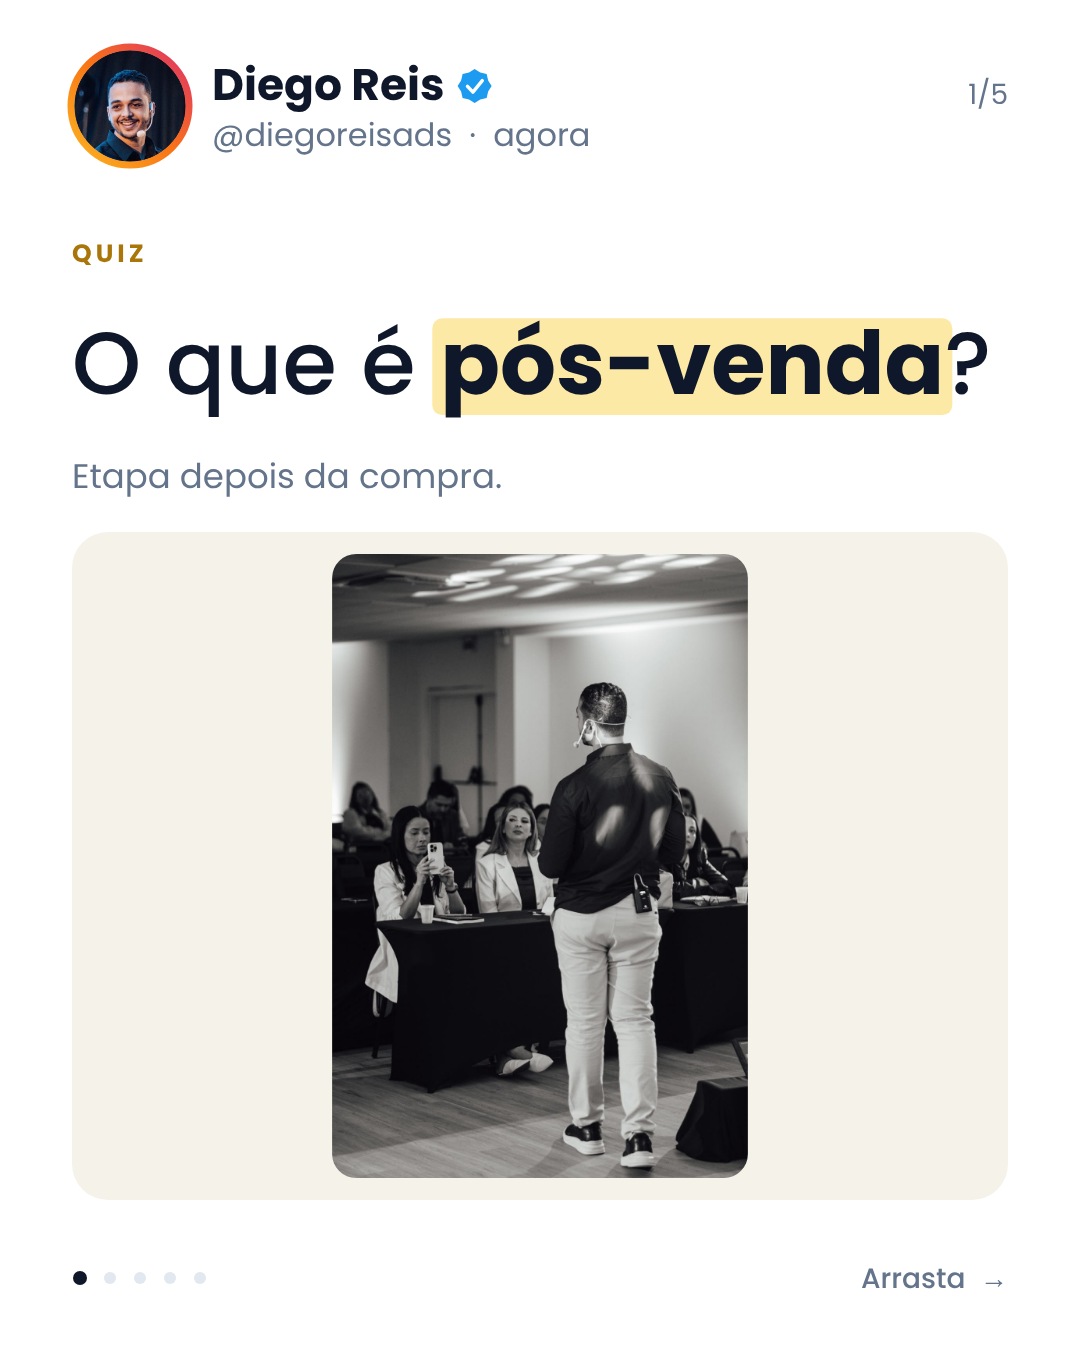 Diego Reis
@diegoreisads · agora
1/5
QUIZ
O que é pós-venda?
Etapa depois da compra.
Arrasta →